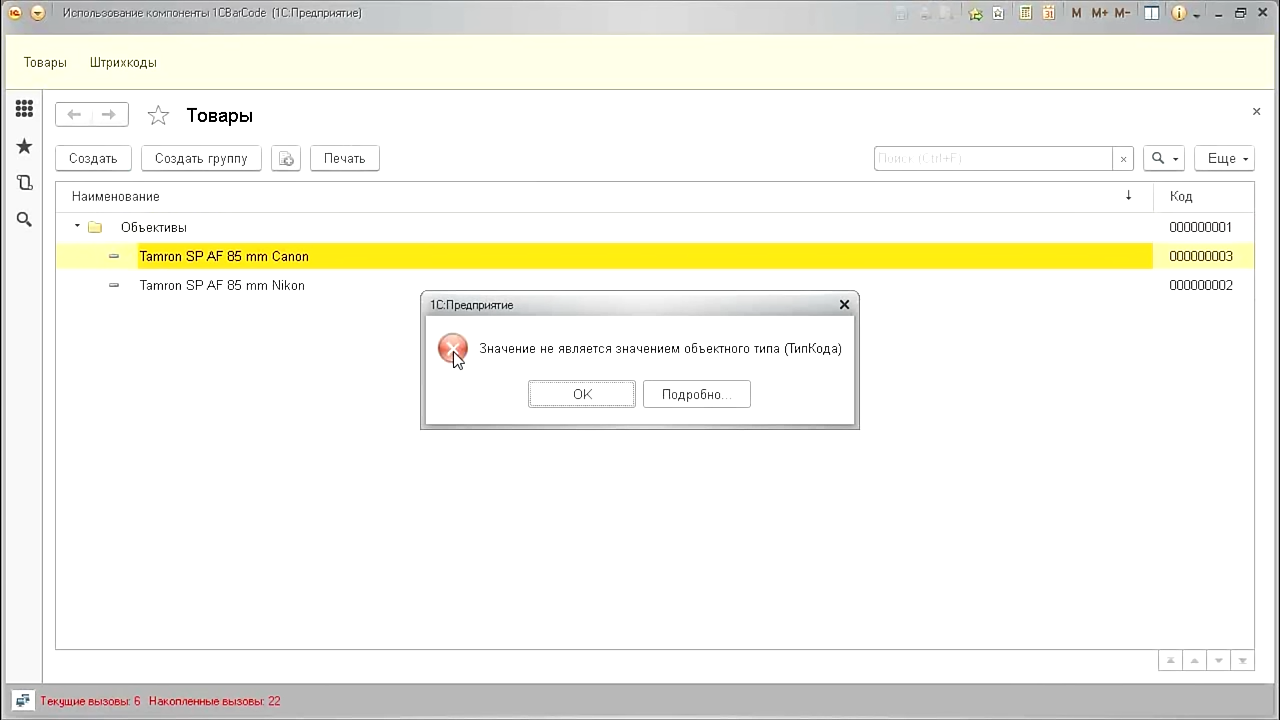 Использование компоненты 1CBarCode (1С:Предприятие)
M M+ M-
Товары Штрихкоды
Товары
Создать Создать группу Печать Поиск (Ctrl+F) Еще
Наименование Код
Объективы 000000001
Tamron SP AF 85 mm Canon 000000003
Tamron SP AF 85 mm Nikon 000000002
1С:Предприятие
Значение не является значением объектного типа (ТипКода)
OK Подробно...
Текущие вызовы: 6 Накопленные вызовы: 22